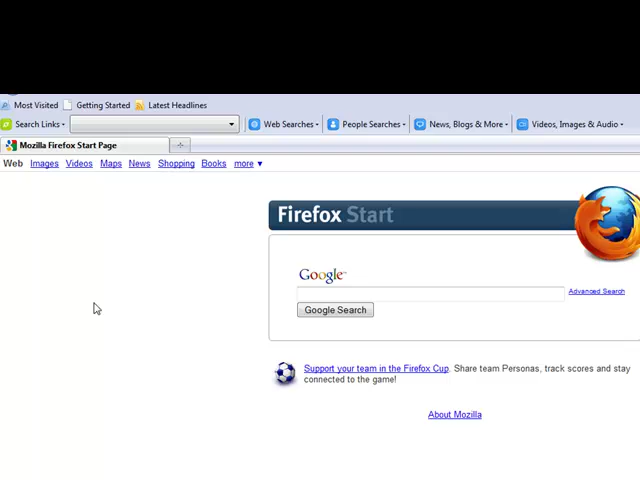 Most Visited Getting Started Latest Headlines
Search Links Web Searches People Searches News, Blogs & More Videos, Images & Audio
Mozilla Firefox Start Page
Web Images Videos Maps News Shopping Books more ▼
Firefox Start
Google™
Advanced Search
Google Search
Support your team in the Firefox Cup. Share team Personas, track scores and stay
connected to the game!
About Mozilla